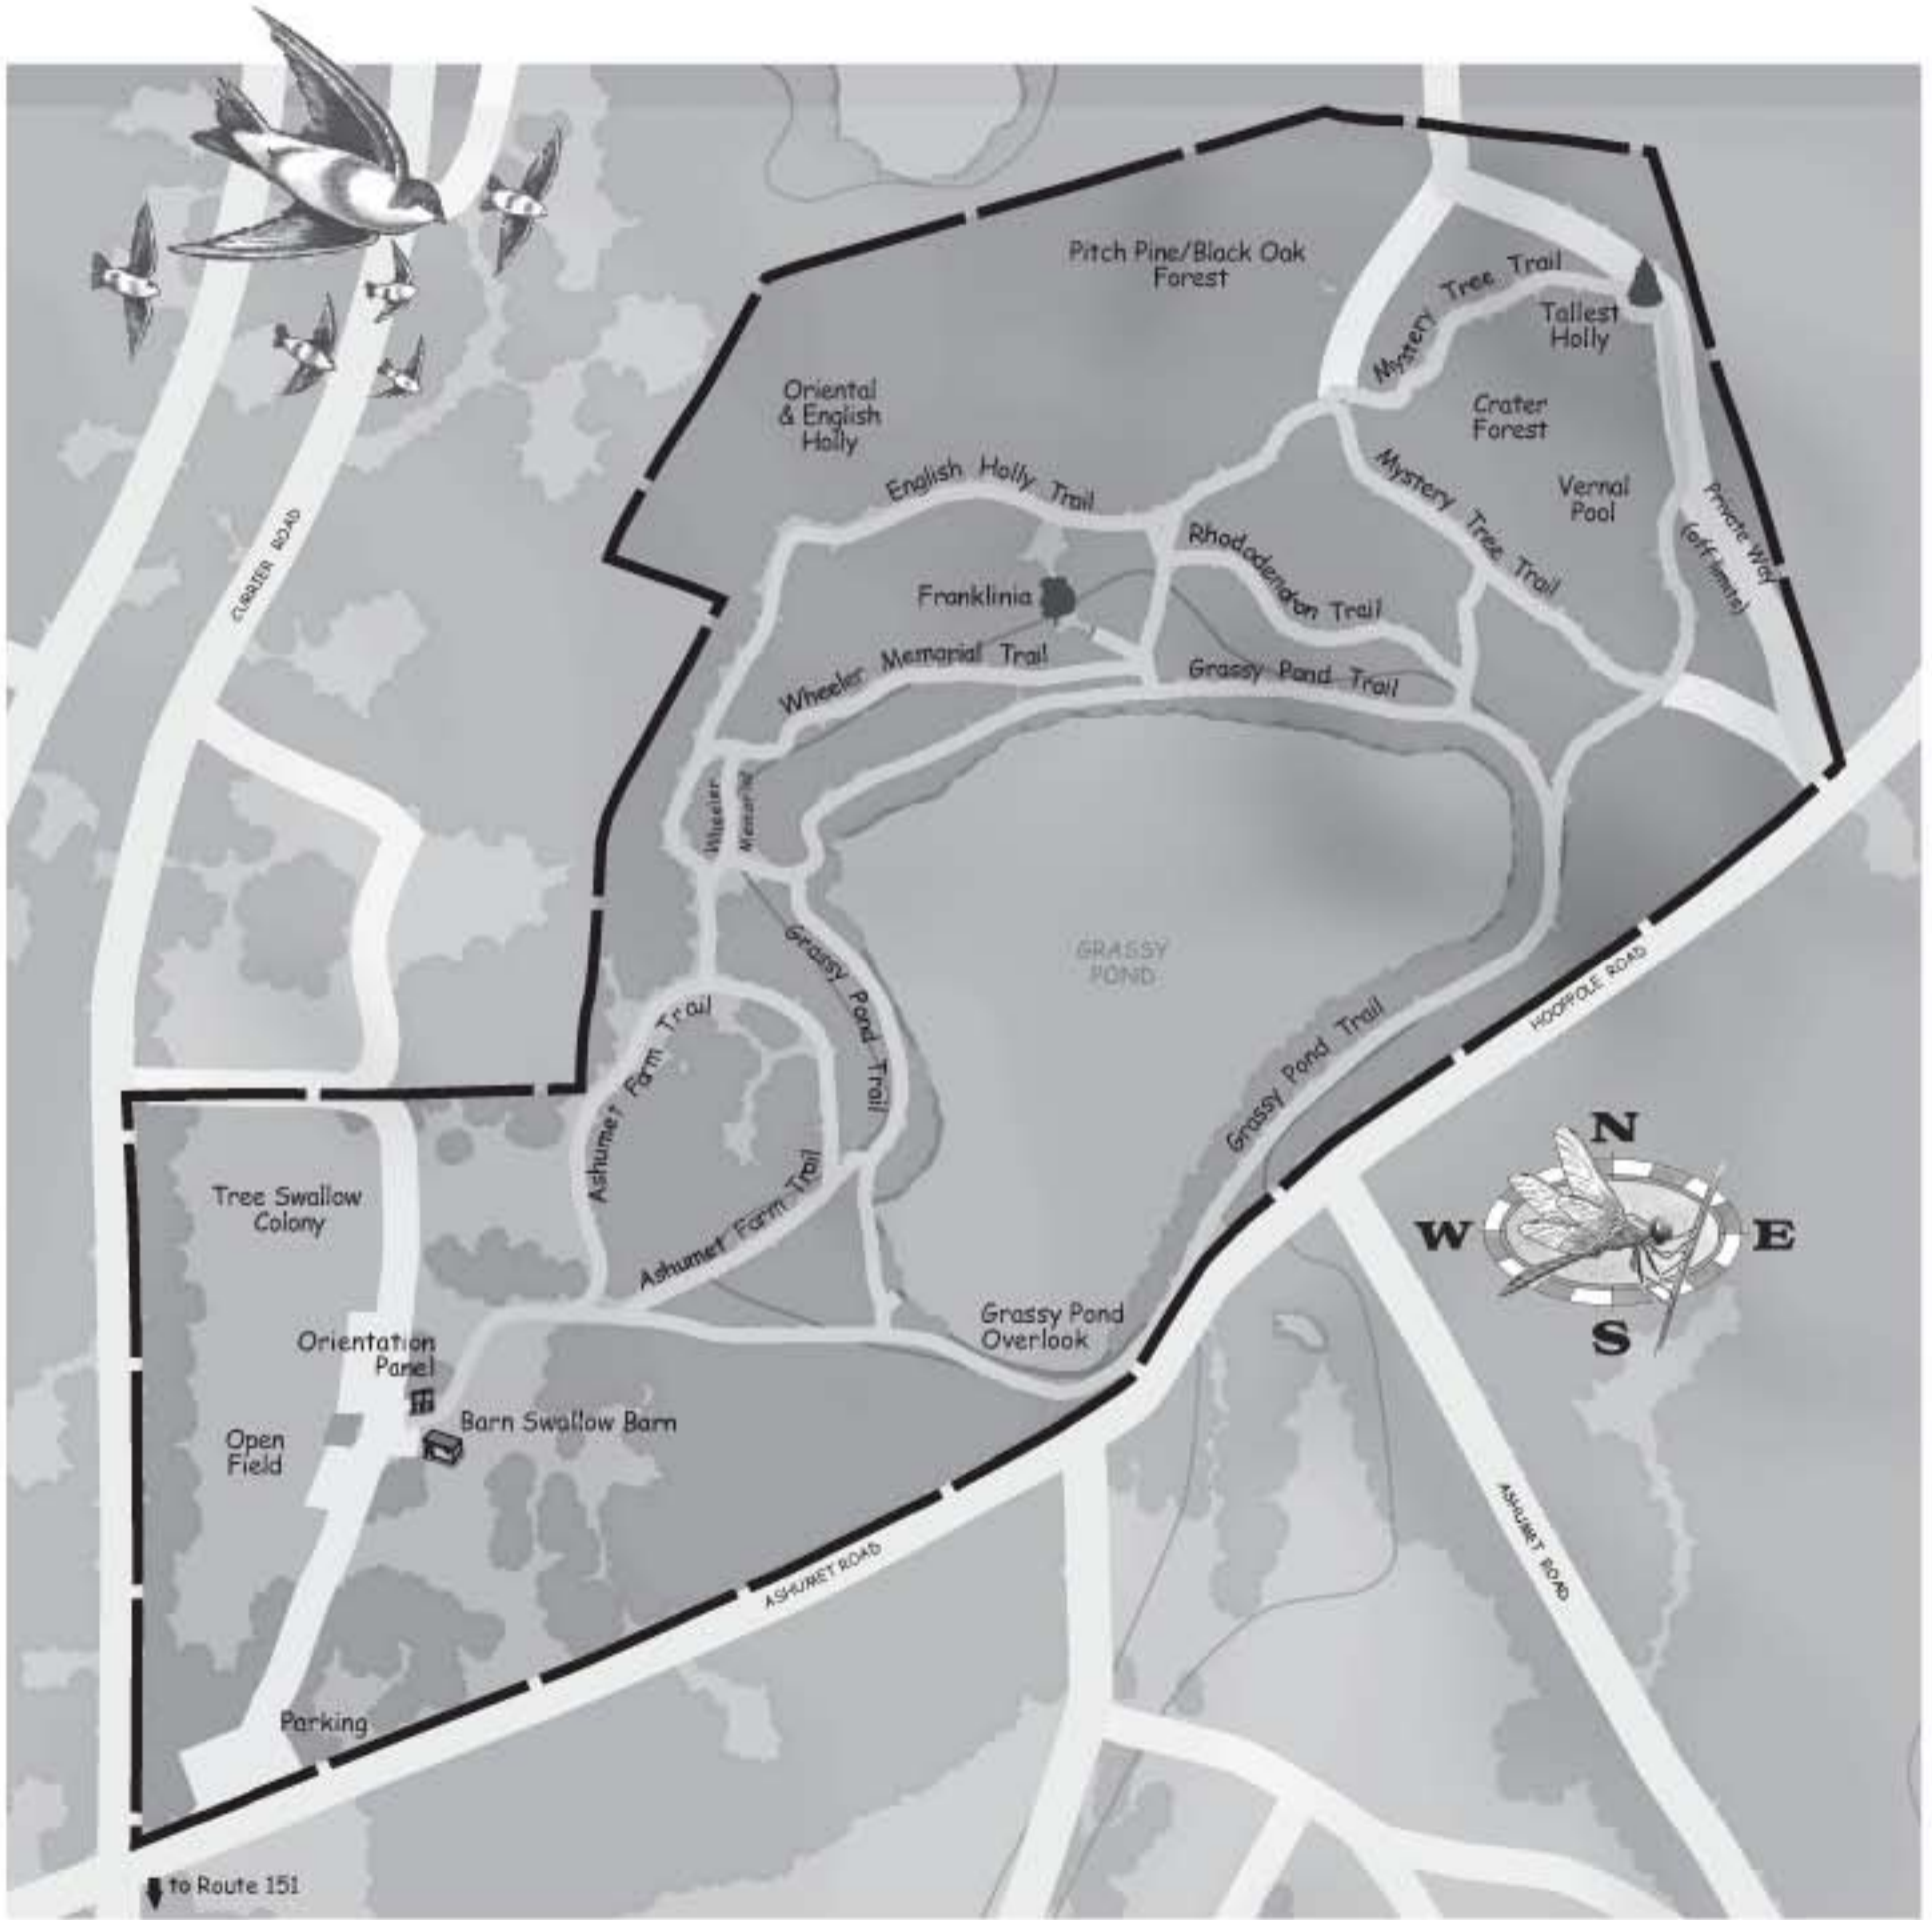 Pitch Pine/Black Oak
Forest
Mystery Tree Trail
Tallest
Holly
Oriental
& English
Holly
Crater
Forest
English Holly Trail
Mystery Tree Trail
Vernal
Pool
Private Way
(off limits)
CURRIER ROAD
Rhododendron Trail
Franklinia
Wheeler Memorial Trail
Grassy Pond Trail
Wheeler
Memorial
Grassy Pond Trail
GRASSY
POND
HOOPPOLE ROAD
Ashumet Farm Trail
Grassy Pond Trail
N
W
E
S
Tree Swallow
Colony
Ashumet Farm Trail
Grassy Pond
Overlook
Orientation
Panel
Barn Swallow Barn
Open
Field
ASHUMET ROAD
ASHUMET ROAD
Parking
to Route 151